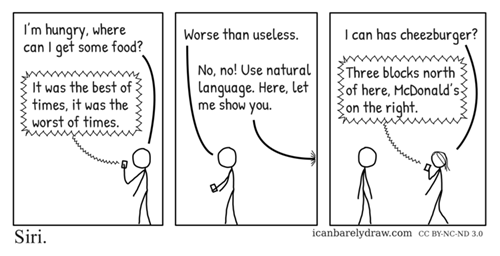 I'm hungry, where
can I get some food?
It was the best of
times, it was the
worst of times.
Worse than useless.
No, no! Use natural
language. Here, let
me show you.
I can has cheezburger?
Three blocks north
of here, McDonald's
on the right.
Siri.
icanbarelydraw.com CC BY-NC-ND 3.0